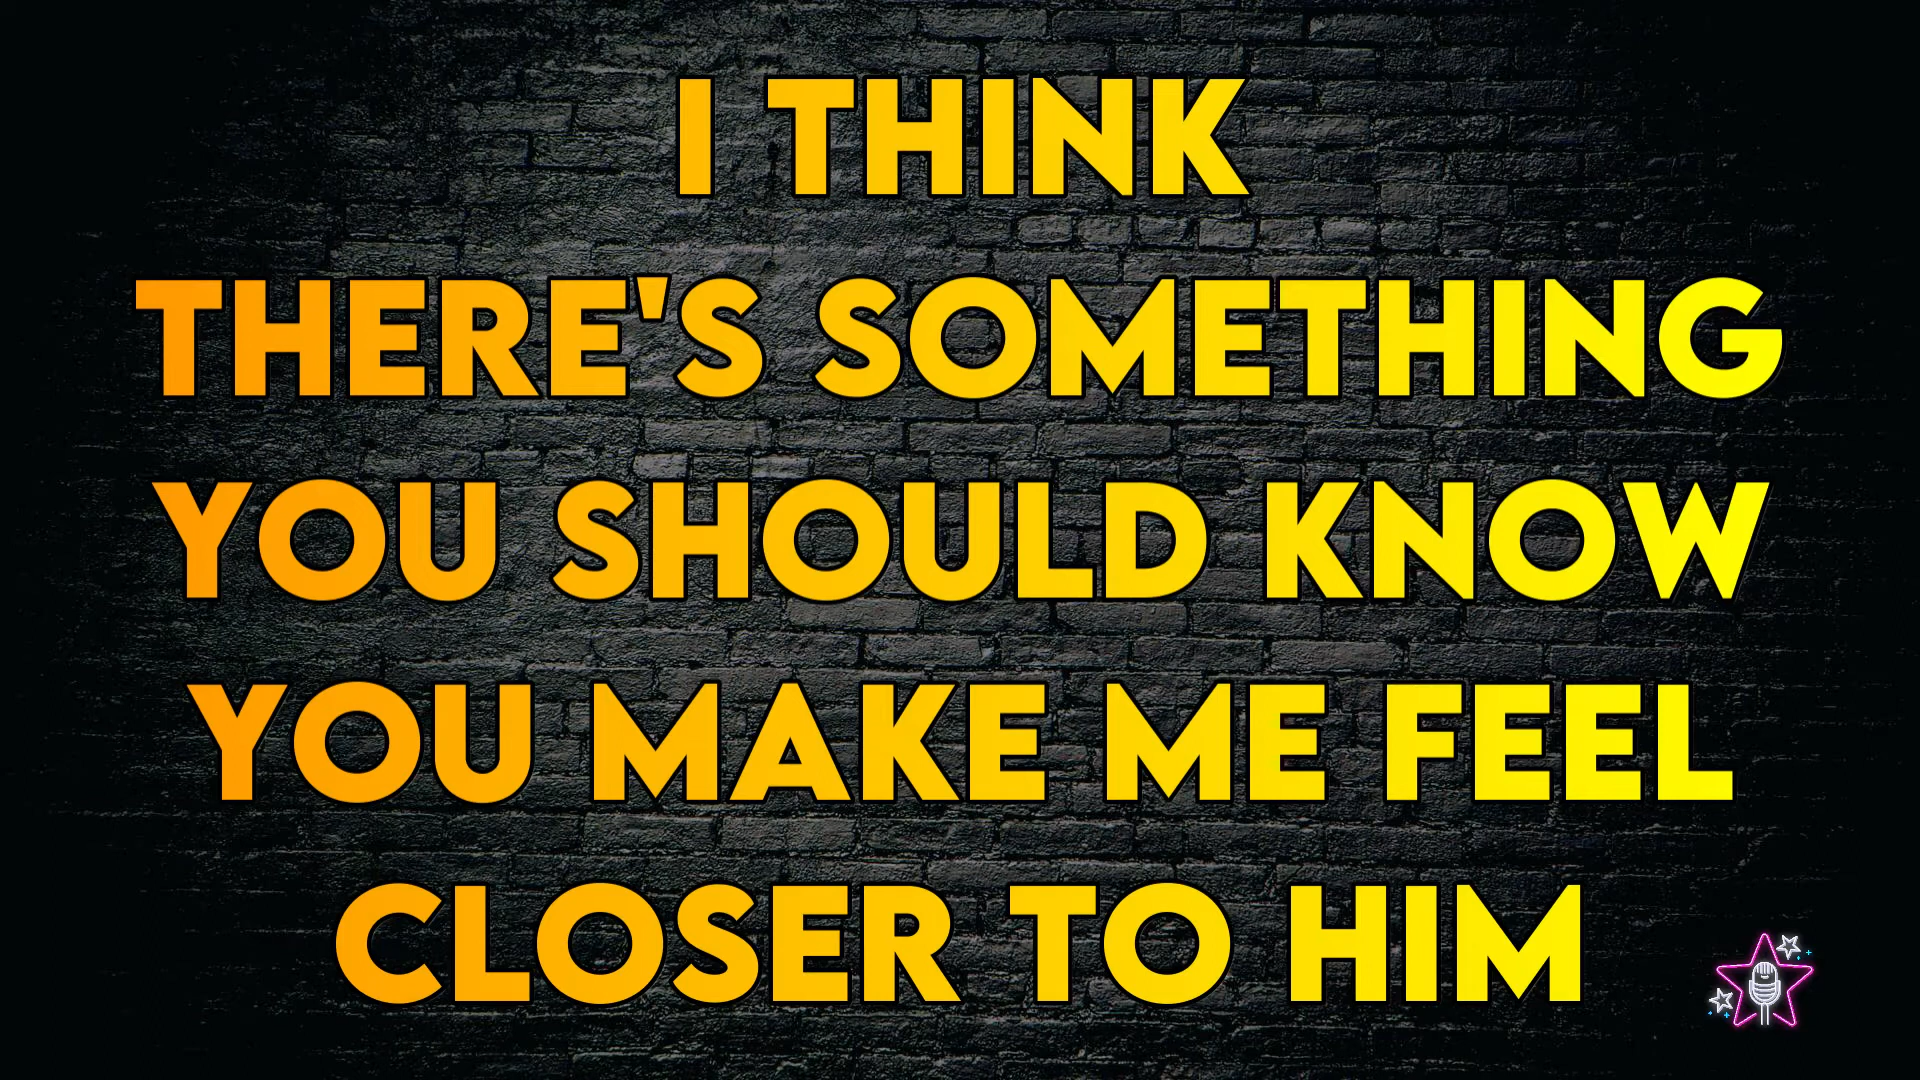 I THINK
THERE'S SOMETHING
YOU SHOULD KNOW
YOU MAKE ME FEEL
CLOSER TO HIM